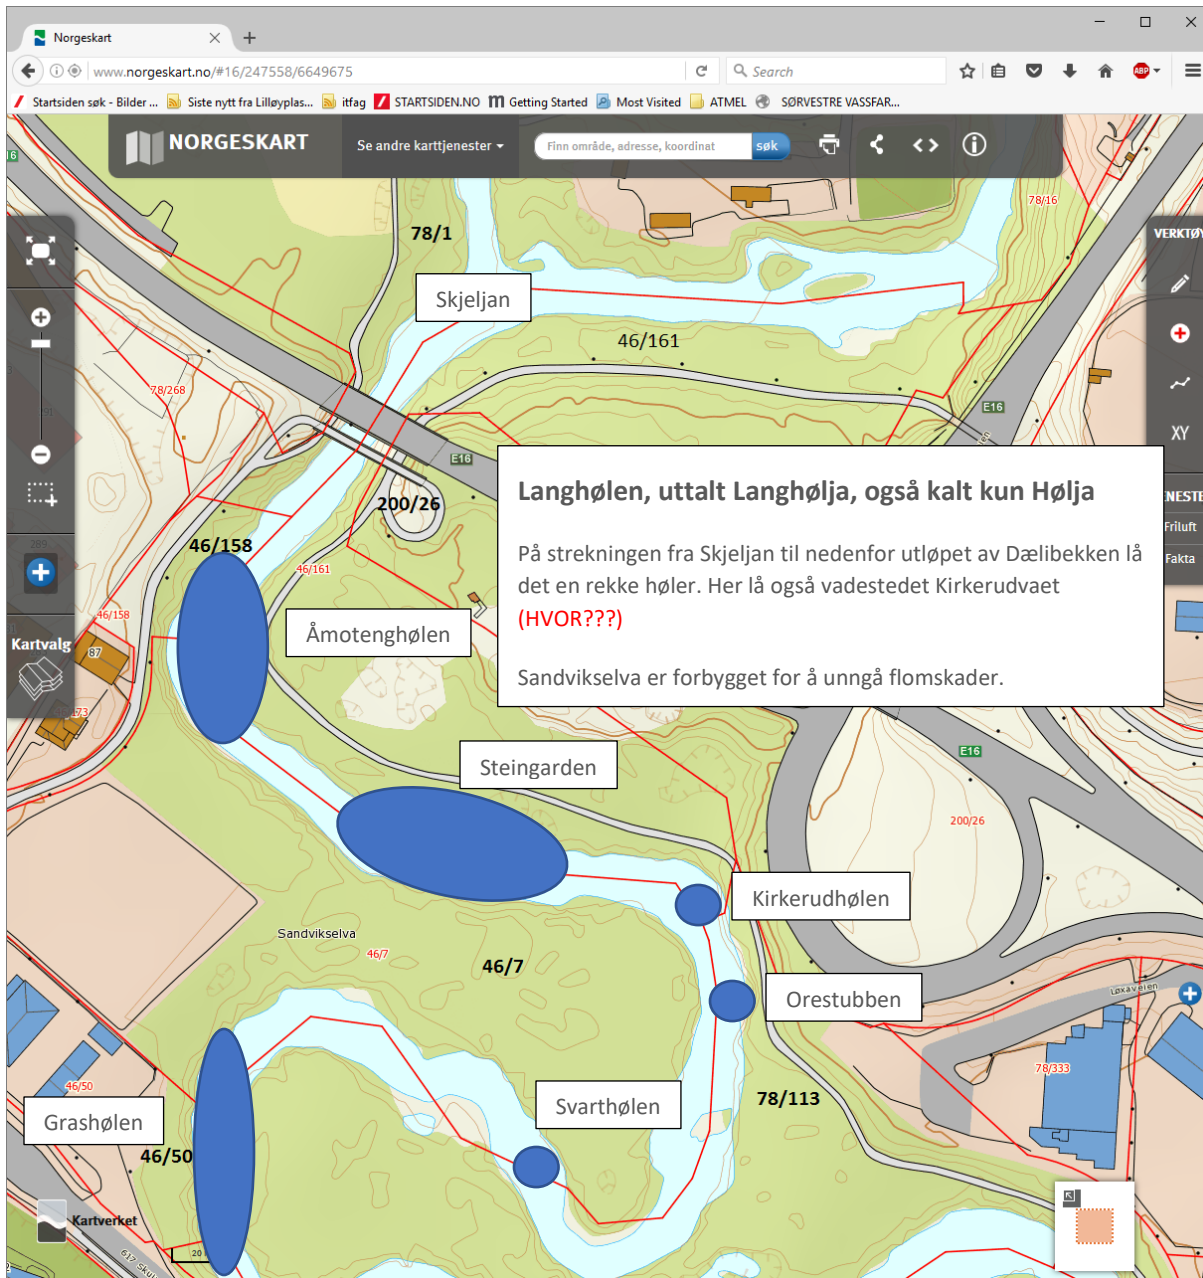 Norgeskart
www.norgeskart.no/#16/247558/6649675
Search
ABP
Startsiden søk - Bilder ...
Siste nytt fra Lilløyplas...
itfag
STARTSIDEN.NO
Getting Started
Most Visited
ATMEL
SØRVESTRE VASSFAR...
NORGESKART
Se andre karttjenester
Finn område, adresse, koordinat
søk
E16
78/1
78/16
VERKTØY
Skjeljan
46/161
78/268
E16
XY
E16
200/26
46/158
46/161
46/158
87
Kartvalg
Langhølen, uttalt Langhølja, også kalt kun Hølja
På strekningen fra Skjeljan til nedenfor utløpet av Dælibekken lå
det en rekke høler. Her lå også vadestedet Kirkerudvaet
(HVOR???)
Sandvikselva er forbygget for å unngå flomskader.
Friluft
Fakta
Åmotenghølen
Steingarden
E16
200/26
Kirkerudhølen
Sandvikselva
46/7
46/7
Orestubben
Løxaveien
46/50
78/333
Svarthølen
78/113
Grashølen
46/50
Kartverket
20